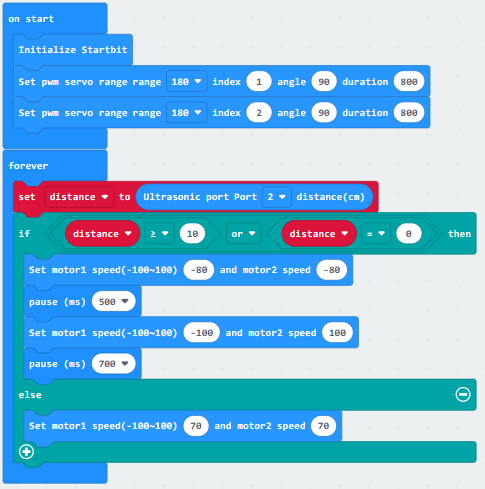 on start
Initialize Startbit
Set pwm servo range range 180 index 1 angle 90 duration 800
Set pwm servo range range 180 index 2 angle 90 duration 800
forever
set distance to Ultrasonic port Port 2 distance(cm)
if distance ≥ 10 or distance = 0 then
Set motor1 speed(-100~100) -80 and motor2 speed -80
pause (ms) 500
Set motor1 speed(-100~100) -100 and motor2 speed 100
pause (ms) 700
else
Set motor1 speed(-100~100) 70 and motor2 speed 70